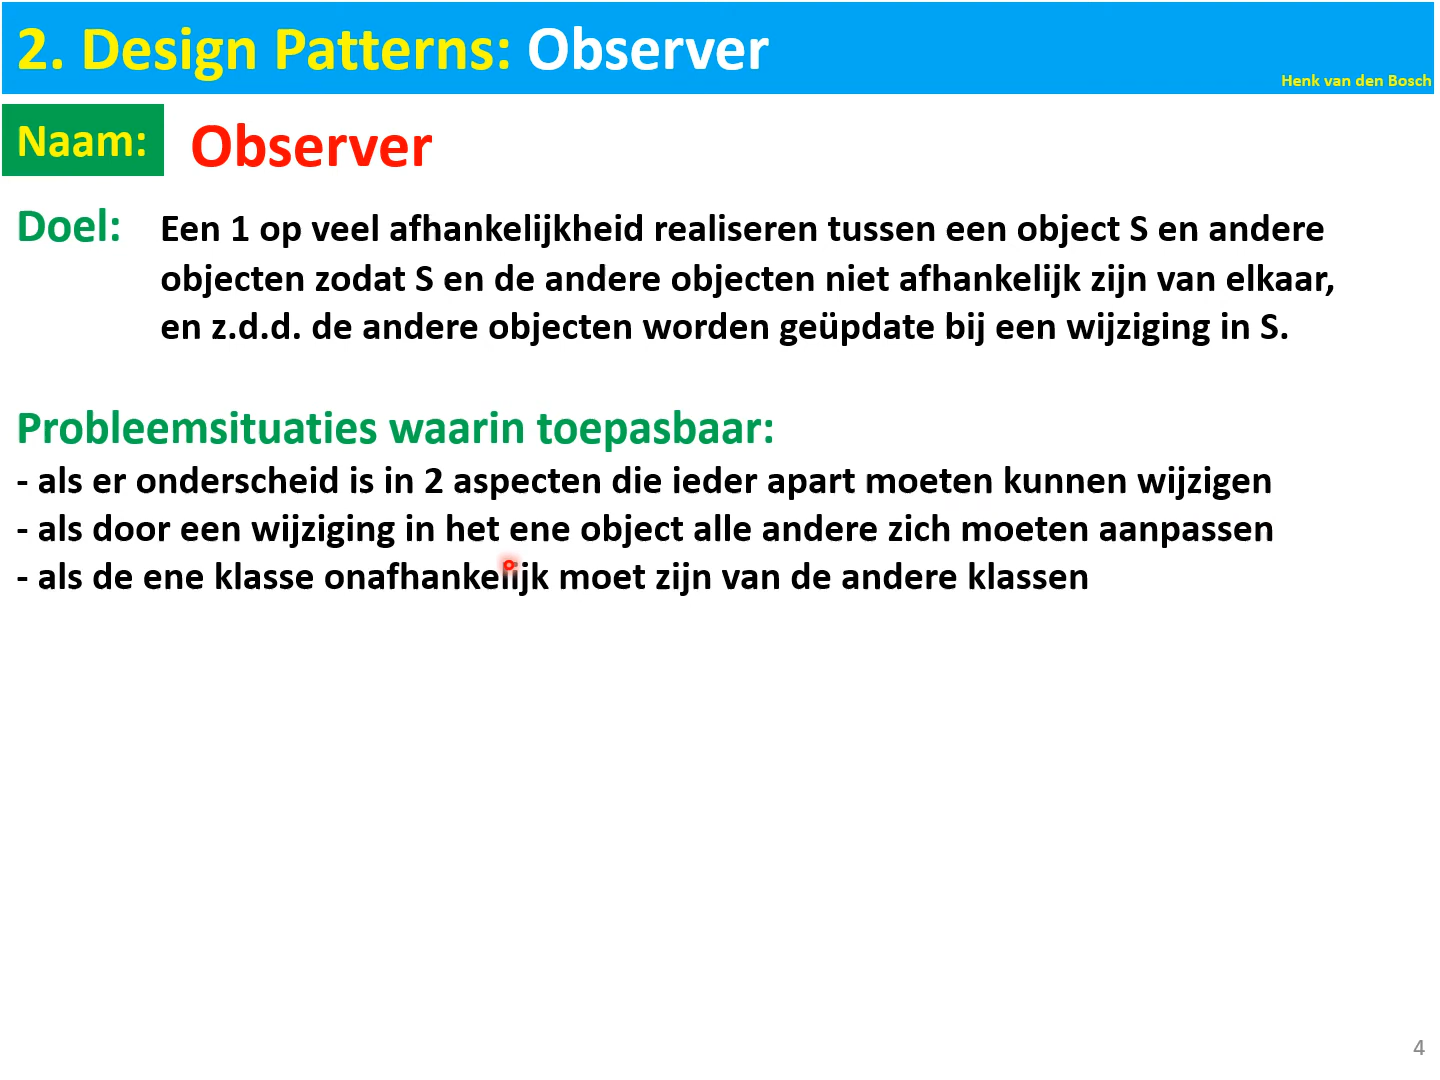 2. Design Patterns: Observer
Henk van den Bosch
Naam: Observer
Doel: Een 1 op veel afhankelijkheid realiseren tussen een object S en andere
objecten zodat S en de andere objecten niet afhankelijk zijn van elkaar,
en z.d.d. de andere objecten worden geüpdate bij een wijziging in S.
Probleemsituaties waarin toepasbaar:
- als er onderscheid is in 2 aspecten die ieder apart moeten kunnen wijzigen
- als door een wijziging in het ene object alle andere zich moeten aanpassen
- als de ene klasse onafhankelijk moet zijn van de andere klassen
4